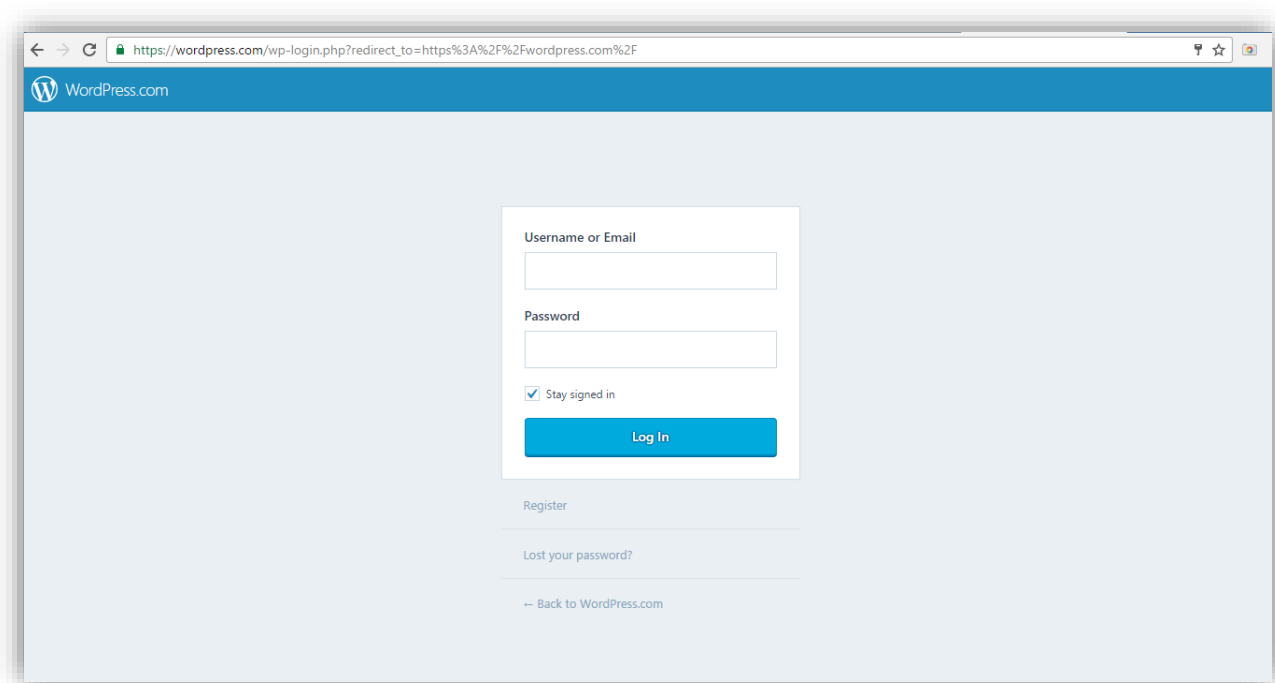 https://wordpress.com/wp-login.php?redirect_to=https%3A%2F%2Fwordpress.com%2F
WordPress.com
Username or Email
Password
Stay signed in
Log In
Register
Lost your password?
← Back to WordPress.com